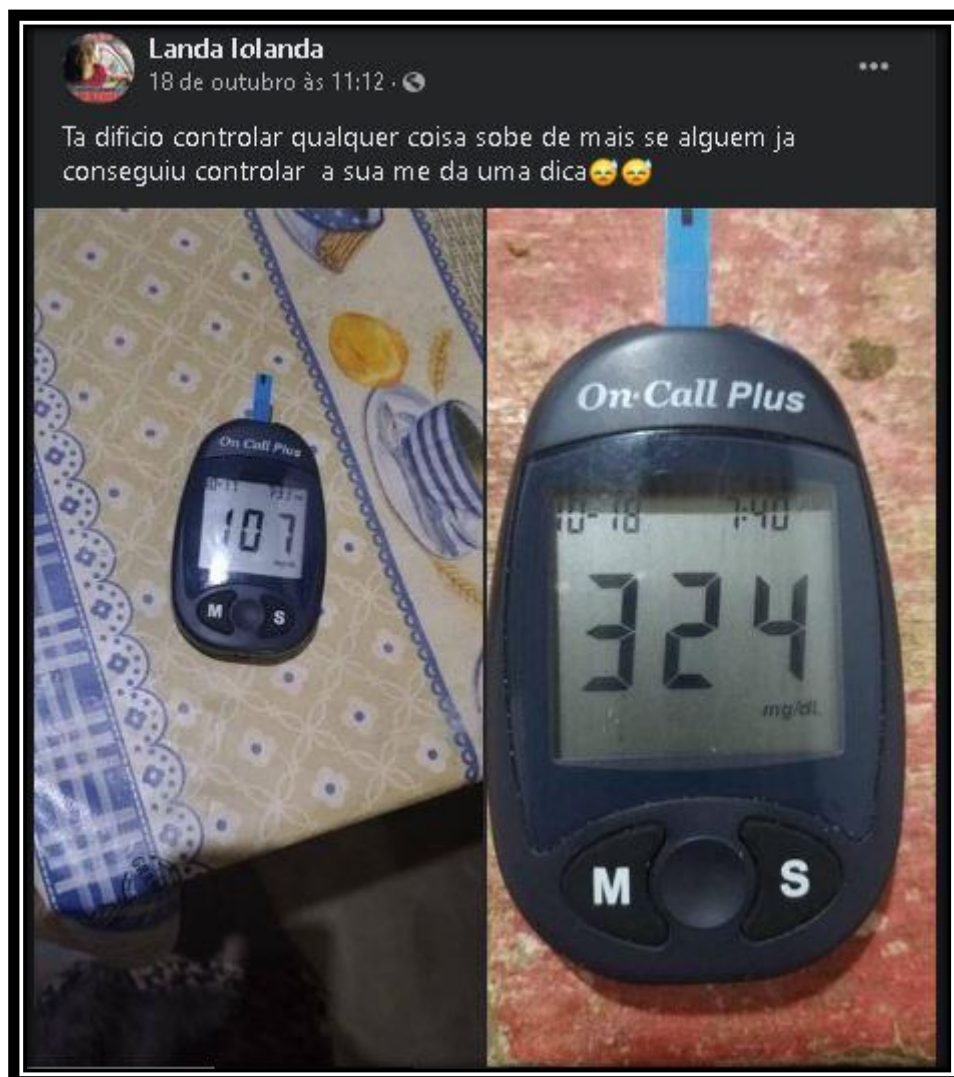 Landa Iolanda
18 de outubro às 11:12 ·
Ta dificio controlar qualquer coisa sobe de mais se alguem ja
conseguiu controlar a sua me da uma dica😅😅
On Call Plus
107
M S
On·Call Plus
10-18 7:40
324
mg/dL
M S